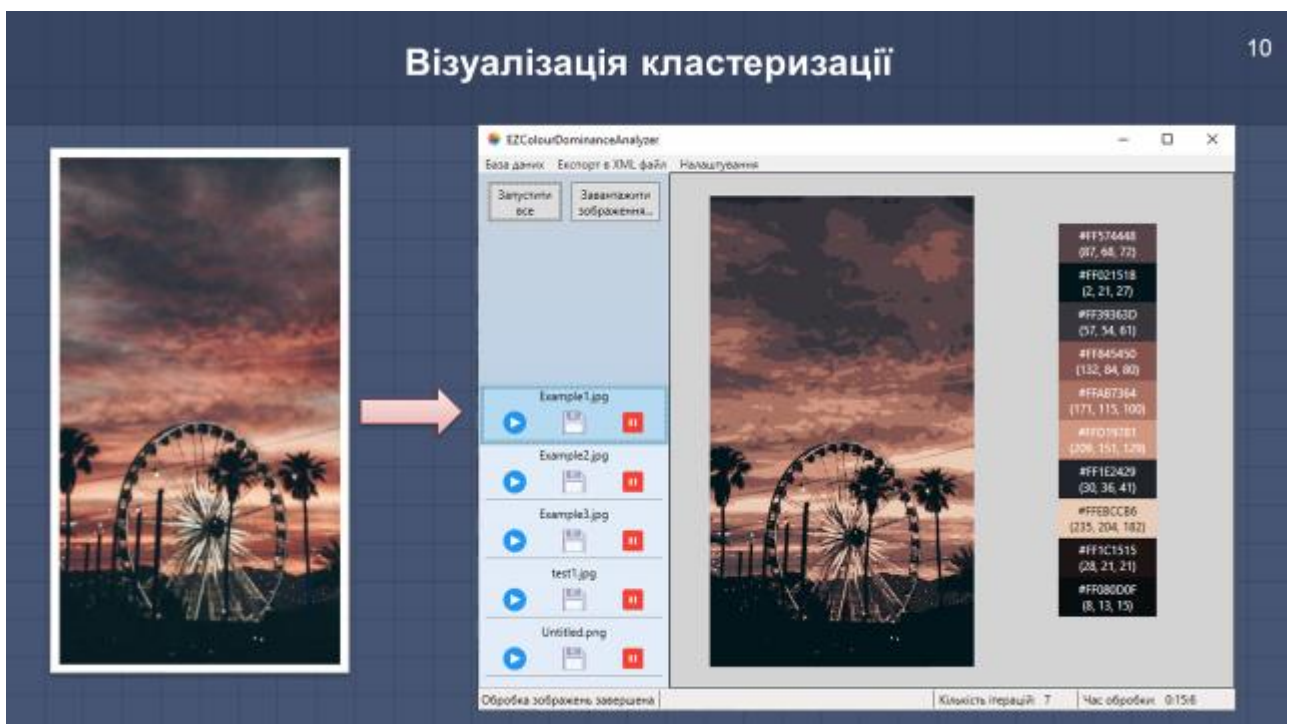 Візуалізація кластеризації
10
EZColourDominanceAnalyzer
База даних Експорт в XML файл Налаштування
Запустити
все
Завантажити
зображення...
#FF574448
(87, 68, 72)
#FF021518
(2, 21, 27)
#FF39363D
(57, 54, 61)
#FF845450
(132, 84, 80)
#FFAB7364
(171, 115, 100)
#FFD19781
(209, 151, 129)
#FF1E2429
(30, 36, 41)
#FFEBCCB6
(235, 204, 182)
#FF1C1515
(28, 21, 21)
#FF080D0F
(8, 13, 15)
Example1.jpg
Example2.jpg
Example3.jpg
test1.jpg
Untitled.png
Обробка зображень завершена
Кількість ітерацій: 7
Час обробки: 0:15:6